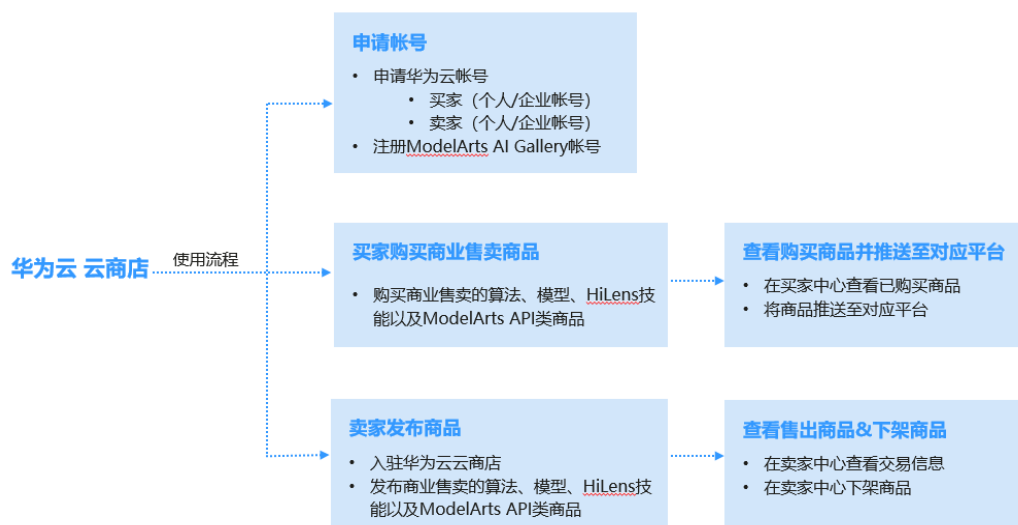 申请帐号
• 申请华为云帐号
• 买家（个人/企业帐号）
• 卖家（个人/企业帐号）
• 注册ModelArts AI Gallery帐号
华为云 云商店
使用流程
买家购买商业售卖商品
• 购买商业售卖的算法、模型、HiLens技
能以及ModelArts API类商品
查看购买商品并推送至对应平台
• 在买家中心查看已购买商品
• 将商品推送至对应平台
卖家发布商品
• 入驻华为云云商店
• 发布商业售卖的算法、模型、HiLens技
能以及ModelArts API类商品
查看售出商品&下架商品
• 在卖家中心查看交易信息
• 在卖家中心下架商品